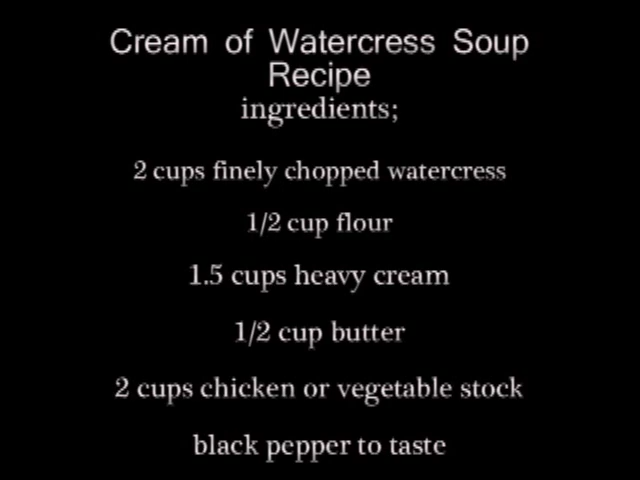 Cream of Watercress Soup
Recipe
ingredients;
2 cups finely chopped watercress
1/2 cup flour
1.5 cups heavy cream
1/2 cup butter
2 cups chicken or vegetable stock
black pepper to taste